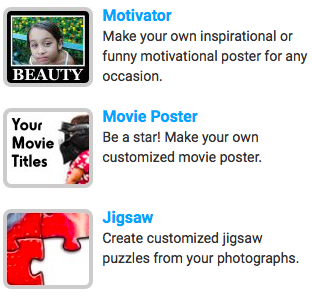 BEAUTY
Motivator
Make your own inspirational or
funny motivational poster for any
occasion.
Your
Movie
Titles
Movie Poster
Be a star! Make your own
customized movie poster.
Jigsaw
Create customized jigsaw
puzzles from your photographs.